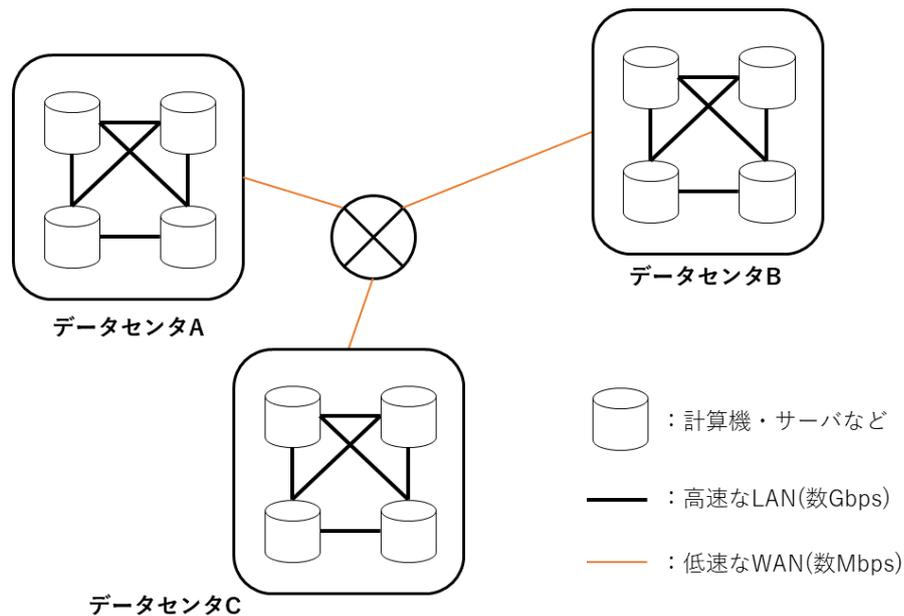 データセンタA
データセンタB
データセンタC
：計算機・サーバなど
：高速なLAN(数Gbps)
：低速なWAN(数Mbps)